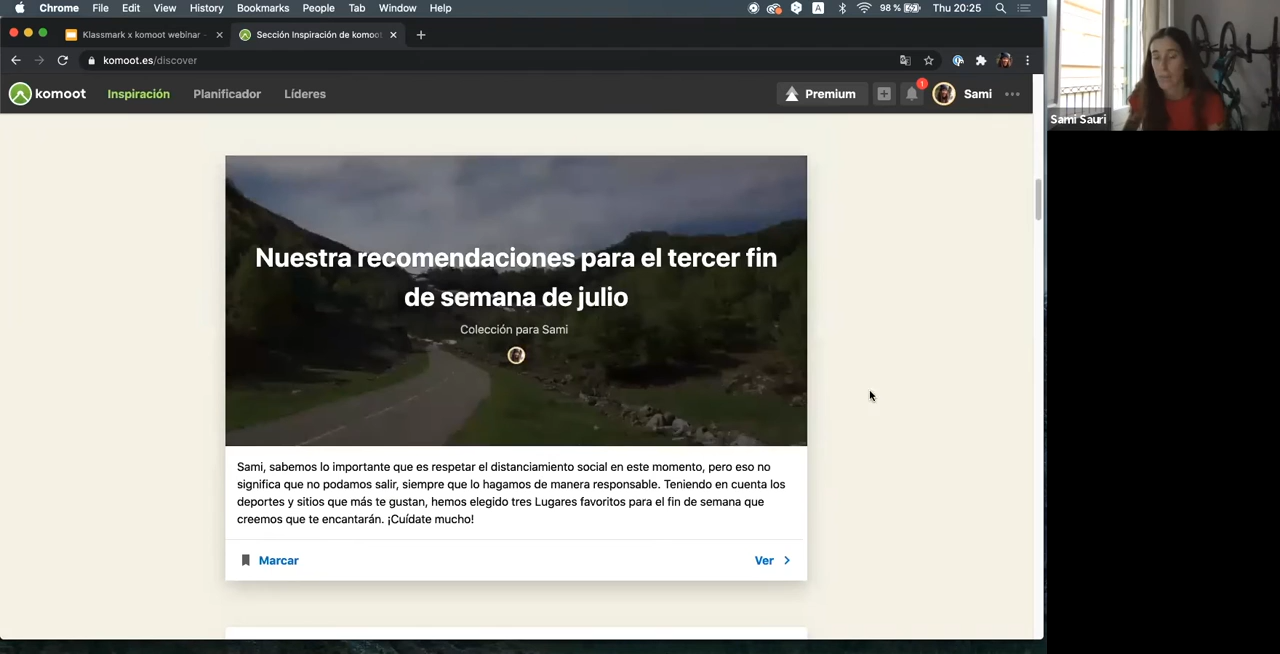 Chrome File Edit View History Bookmarks People Tab Window Help
A 98 % Thu 20:25
Klassmark x komoot webinar
Sección Inspiración de komoot
komoot.es/discover
komoot Inspiración Planificador Líderes
Premium 1 Sami
Sami Sauri
Nuestra recomendaciones para el tercer fin
de semana de julio
Colección para Sami
Sami, sabemos lo importante que es respetar el distanciamiento social en este momento, pero eso no
significa que no podamos salir, siempre que lo hagamos de manera responsable. Teniendo en cuenta los
deportes y sitios que más te gustan, hemos elegido tres Lugares favoritos para el fin de semana que
creemos que te encantarán. ¡Cuídate mucho!
Marcar Ver